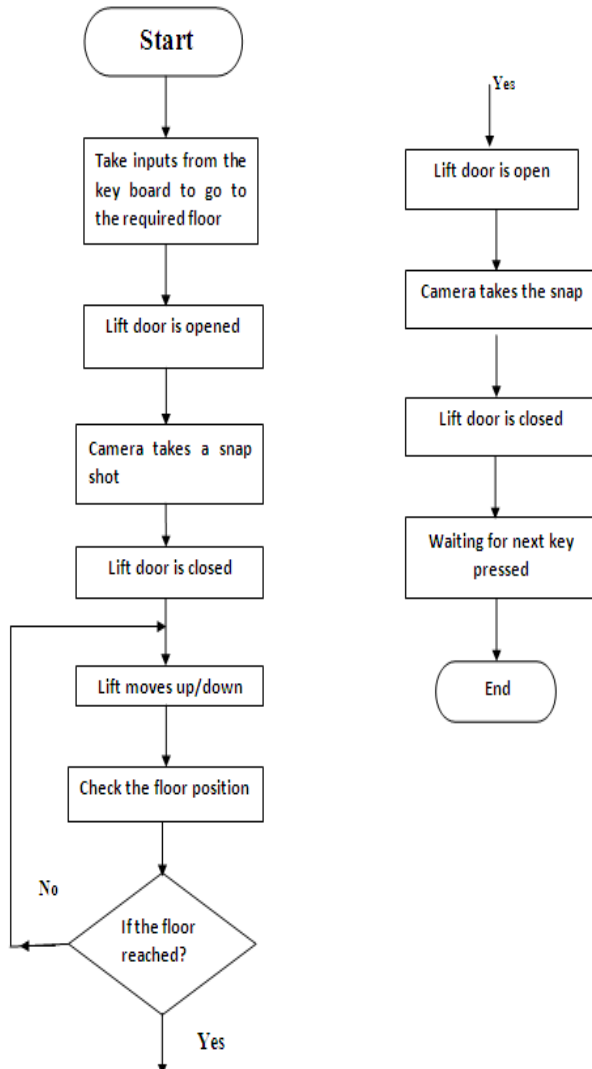 Start
Take inputs from the
key board to go to
the required floor
Lift door is opened
Camera takes a snap
shot
Lift door is closed
Lift moves up/down
Check the floor position
If the floor
reached?
No
Yes
Yes
Lift door is open
Camera takes the snap
Lift door is closed
Waiting for next key
pressed
End